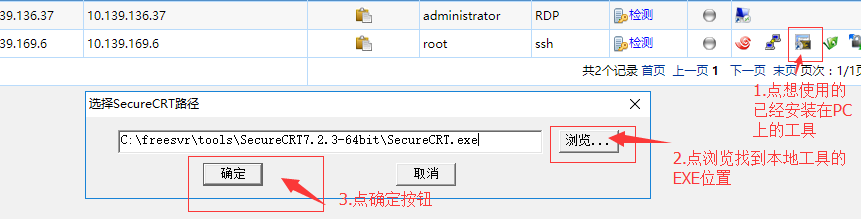 39.136.37 10.139.136.37 administrator RDP 检测
39.169.6 10.139.169.6 root ssh 检测
共2个记录 首页 上一页 1 下一页 末页 页次：1/1页
1.点想使用的
已经安装在PC
上的工具
选择SecureCRT路径
C:\freesvr\tools\SecureCRT7.2.3-64bit\SecureCRT.exe
浏览...
2.点浏览找到本地工具的
EXE位置
确定
取消
3.点确定按钮